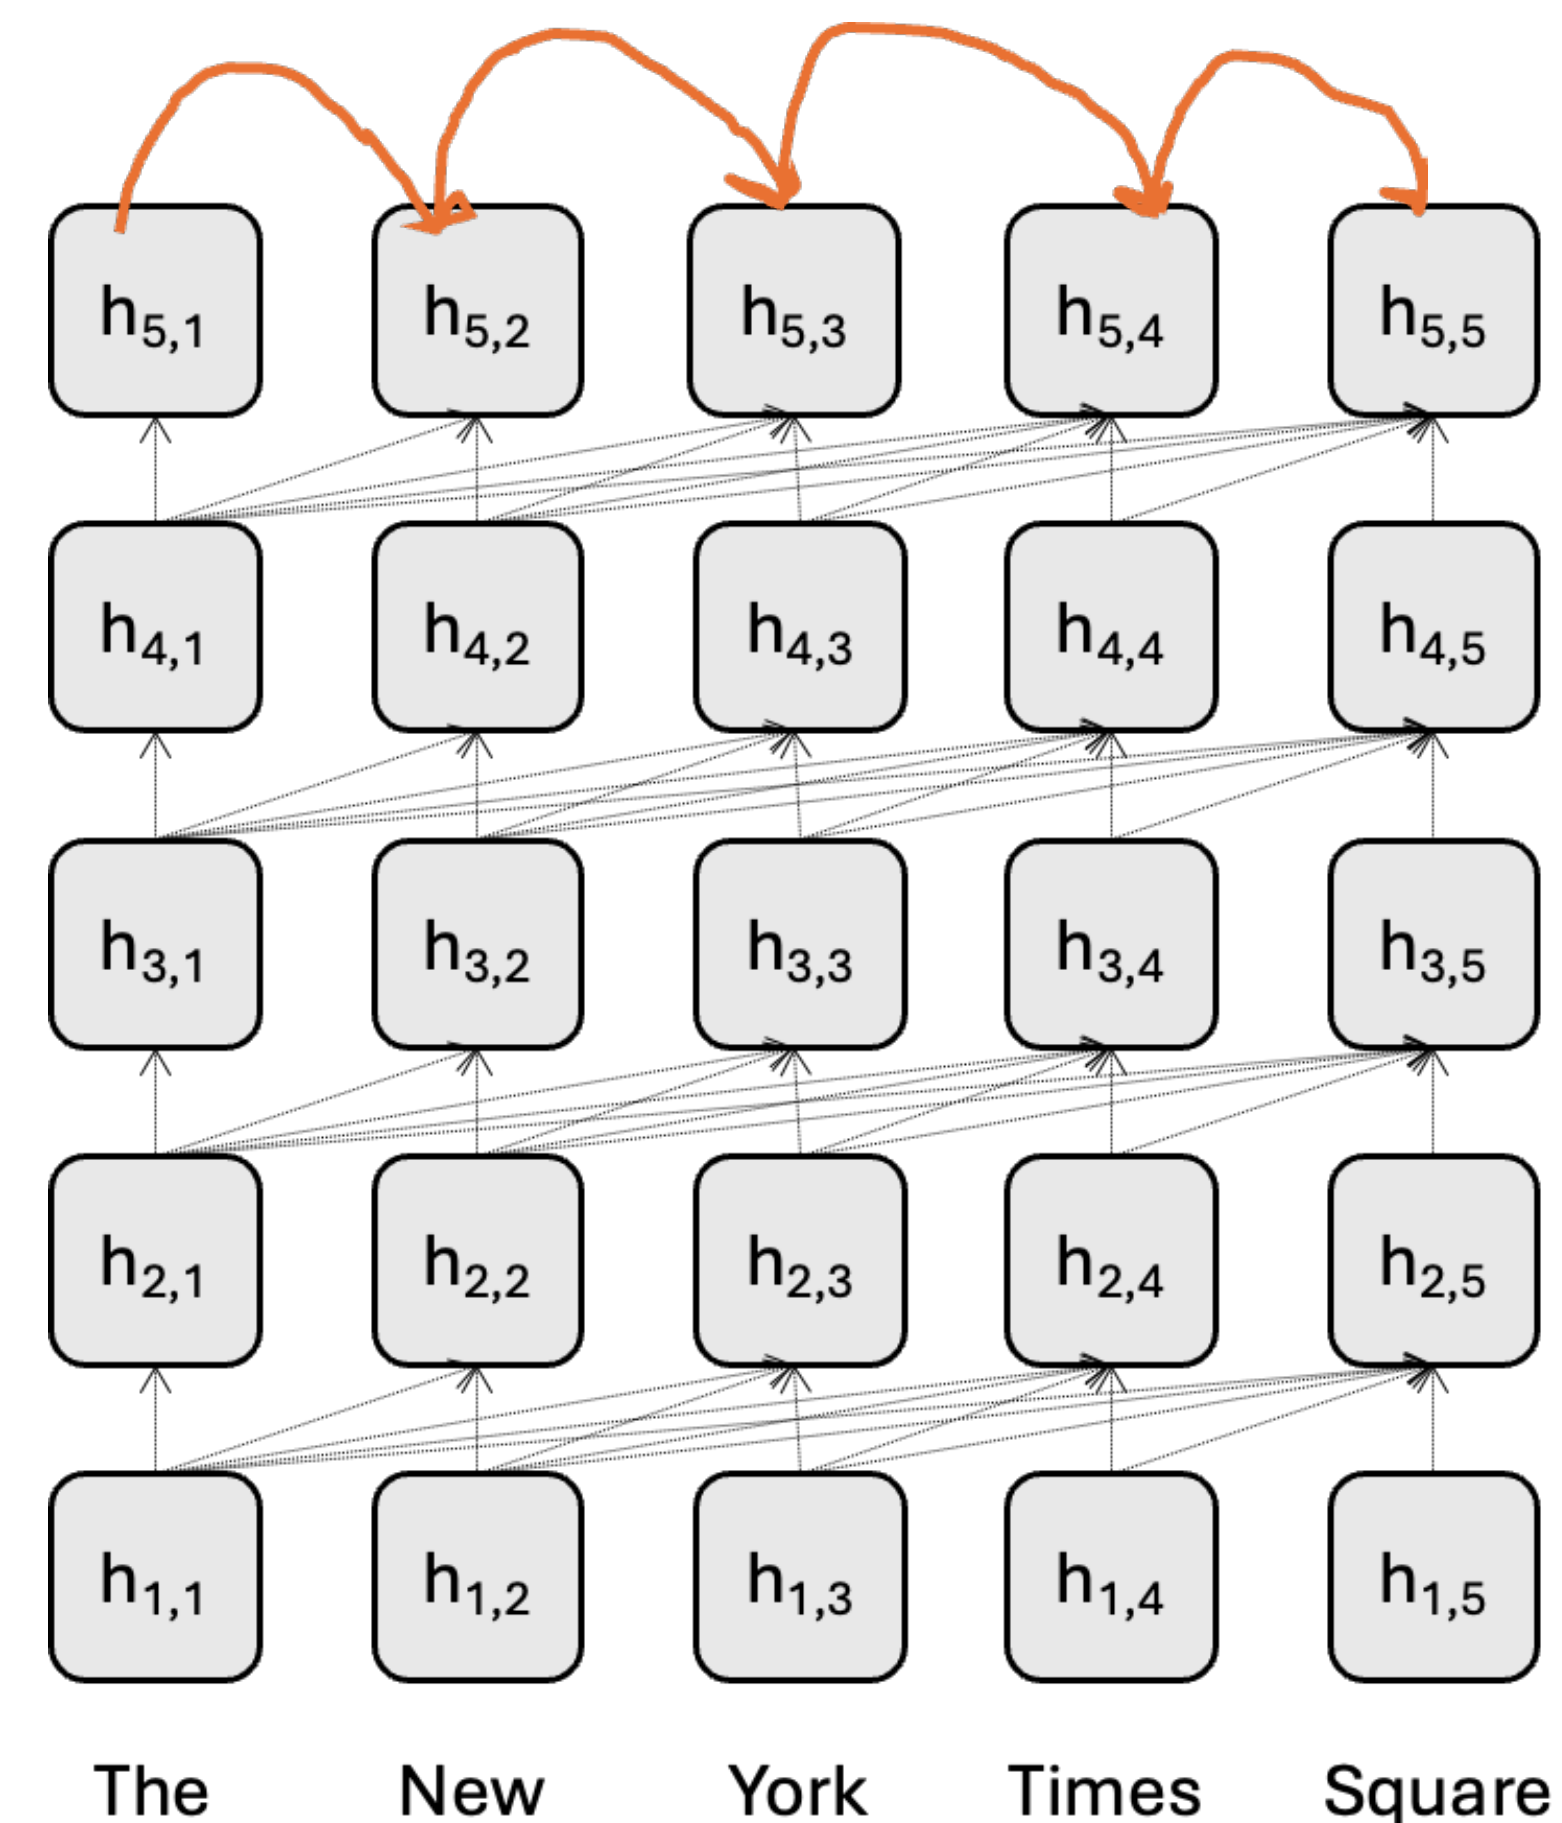 h5,1 h5,2 h5,3 h5,4 h5,5
h4,1 h4,2 h4,3 h4,4 h4,5
h3,1 h3,2 h3,3 h3,4 h3,5
h2,1 h2,2 h2,3 h2,4 h2,5
h1,1 h1,2 h1,3 h1,4 h1,5
The New York Times Square